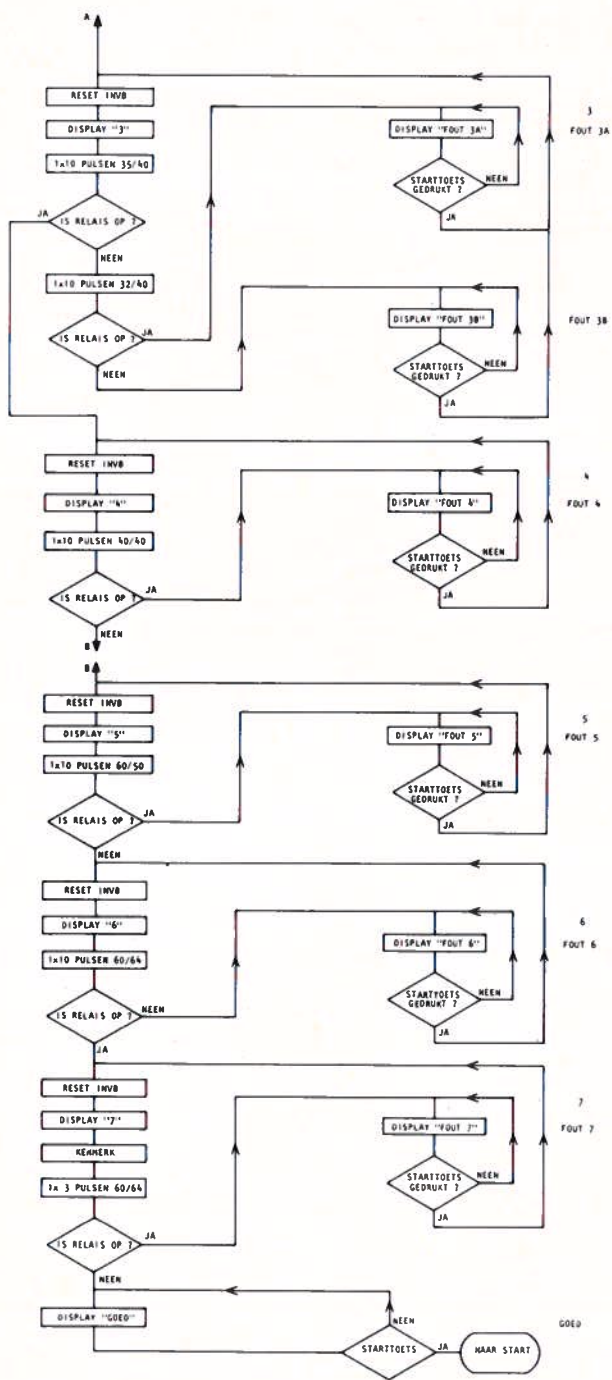 A
RESET INVB
DISPLAY "3"
1x10 PULSEN 35/40
JA
IS RELAIS OP ?
NEEN
1x10 PULSEN 32/40
IS RELAIS OP ?
JA
NEEN
DISPLAY "FOUT 3A"
STARTTOETS
GEDRUKT ?
NEEN
JA
3
FOUT 3A
DISPLAY "FOUT 3B"
STARTTOETS
GEDRUKT ?
NEEN
JA
FOUT 3B
RESET INVB
DISPLAY "4"
1x10 PULSEN 40/40
IS RELAIS OP ?
JA
NEEN
B
DISPLAY "FOUT 4"
STARTTOETS
GEDRUKT ?
NEEN
JA
4
FOUT 4
B
RESET INVB
DISPLAY "5"
1x10 PULSEN 60/50
IS RELAIS OP ?
JA
NEEN
DISPLAY "FOUT 5"
STARTTOETS
GEDRUKT ?
NEEN
JA
5
FOUT 5
RESET INVB
DISPLAY "6"
1x10 PULSEN 60/64
IS RELAIS OP ?
NEEN
JA
DISPLAY "FOUT 6"
STARTYOETS
GEDRUKT ?
NEEN
JA
6
FOUT 6
RESET INVB
DISPLAY "7"
KENMERK
1x 3 PULSEN 60/64
IS RELAIS OP ?
JA
NEEN
DISPLAY "FOUT 7"
STARTTOETS
GEDRUKT ?
NEEN
JA
7
FOUT 7
DISPLAY "GOED"
NEEN
STARTTOETS
JA
NAAR START
GOED